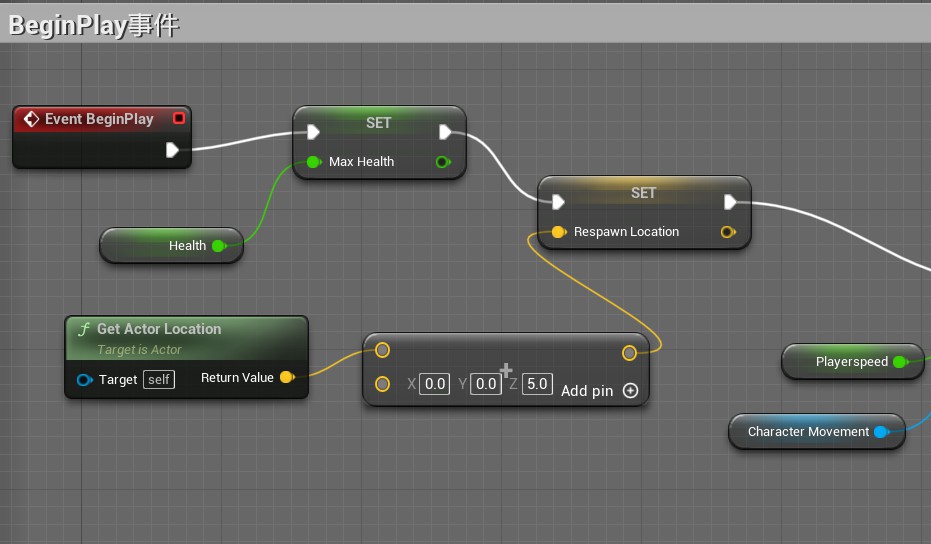 BeginPlay事件
Event BeginPlay
SET
Max Health
SET
Respawn Location
Health
Get Actor Location
Target is Actor
Target self
Return Value
X 0.0 Y 0.0 Z 5.0
Add pin
Playerspeed
Character Movement